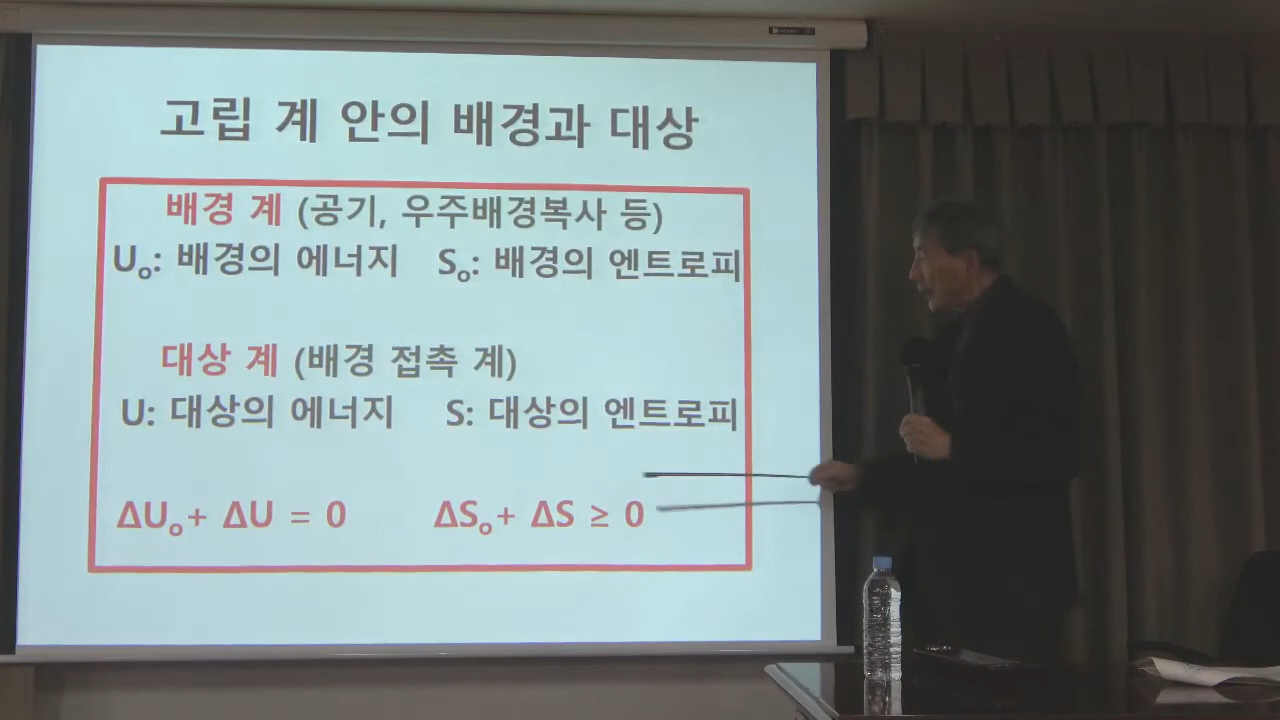 고립 계 안의 배경과 대상
배경 계 (공기, 우주배경복사 등)
Uo: 배경의 에너지 So: 배경의 엔트로피
대상 계 (배경 접촉 계)
U: 대상의 에너지 S: 대상의 엔트로피
ΔUo+ ΔU = 0 ΔSo+ ΔS ≥ 0